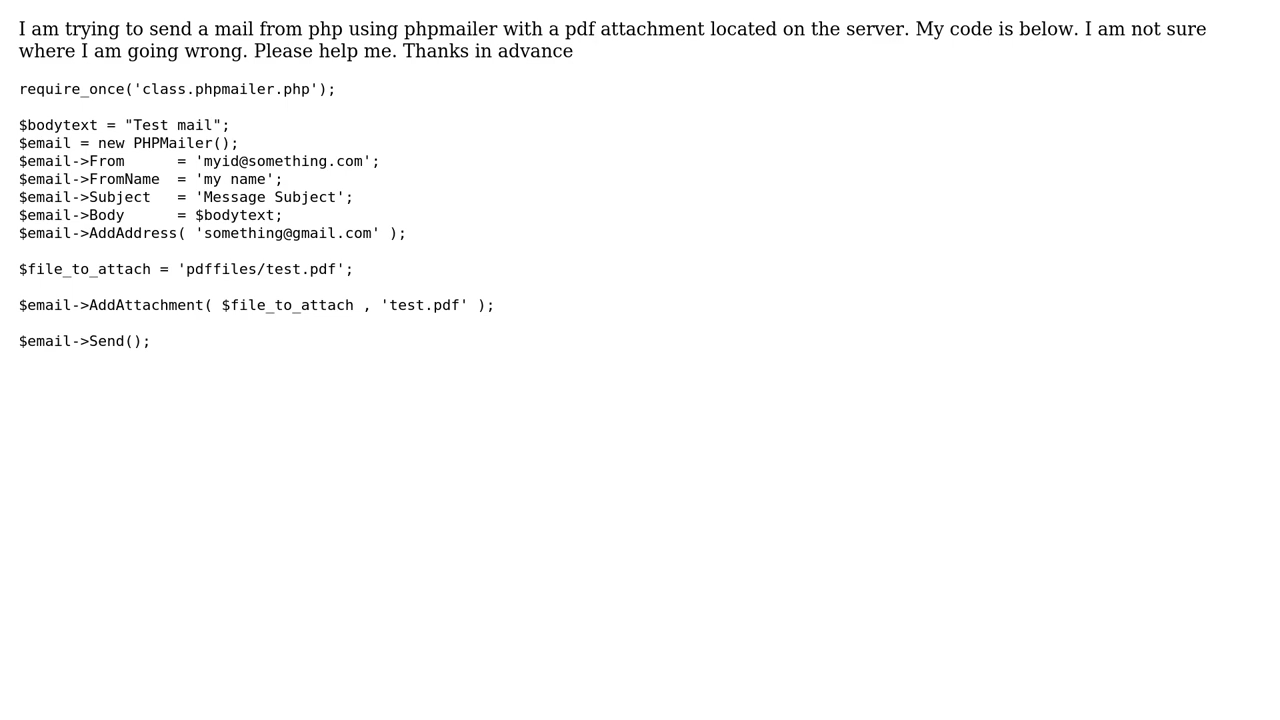 I am trying to send a mail from php using phpmailer with a pdf attachment located on the server. My code is below. I am not sure
where I am going wrong. Please help me. Thanks in advance
require_once('class.phpmailer.php');
$bodytext = "Test mail";
$email = new PHPMailer();
$email->From      = 'myid@something.com';
$email->FromName  = 'my name';
$email->Subject   = 'Message Subject';
$email->Body      = $bodytext;
$email->AddAddress( 'something@gmail.com' );
$file_to_attach = 'pdffiles/test.pdf';
$email->AddAttachment( $file_to_attach , 'test.pdf' );
$email->Send();